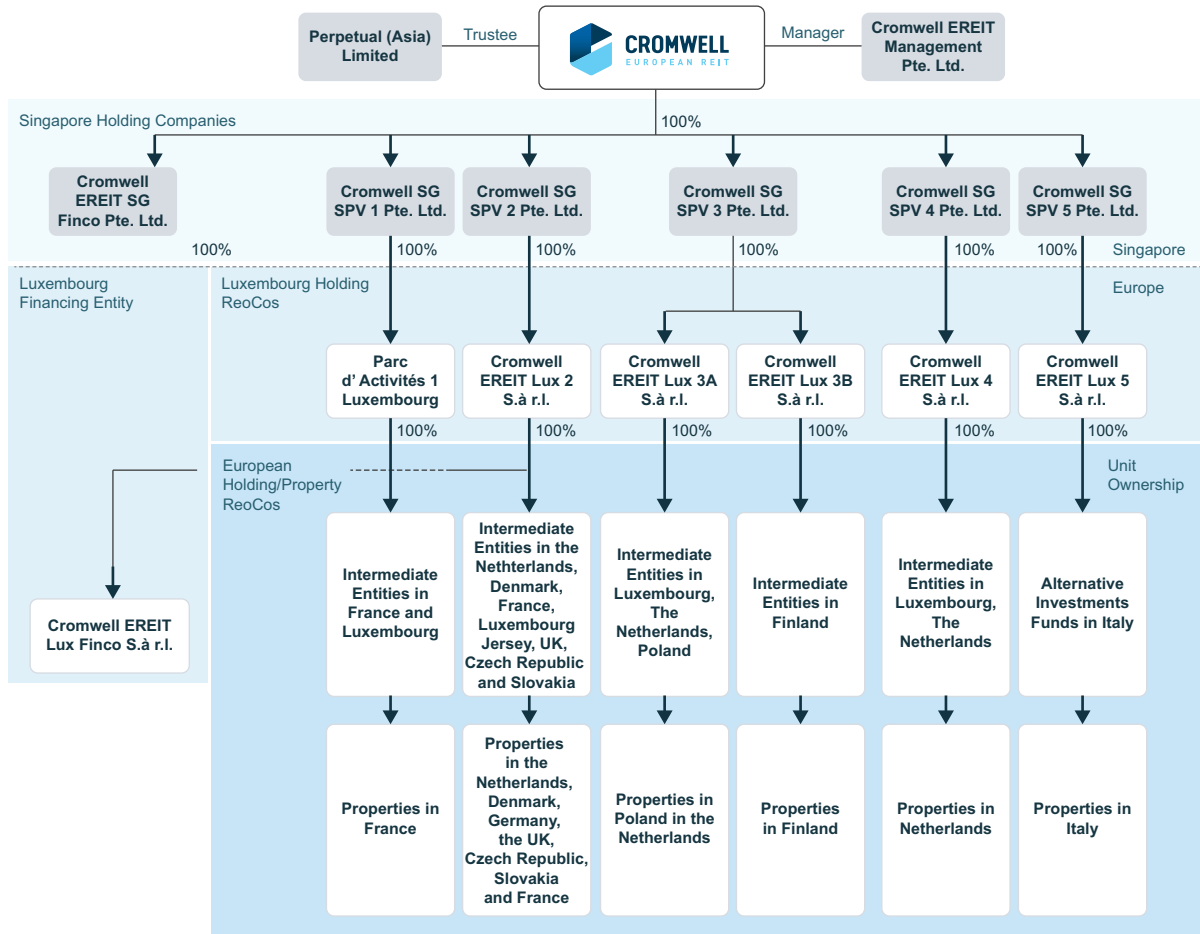 Perpetual (Asia)
Limited
Trustee
CROMWELL
EUROPEAN REIT
Manager
Cromwell EREIT
Management
Pte. Ltd.
Singapore Holding Companies
100%
Cromwell
EREIT SG
Finco Pte. Ltd.
Cromwell SG
SPV 1 Pte. Ltd.
Cromwell SG
SPV 2 Pte. Ltd.
Cromwell SG
SPV 3 Pte. Ltd.
Cromwell SG
SPV 4 Pte. Ltd.
Cromwell SG
SPV 5 Pte. Ltd.
100%
100%
100%
100%
100%
100%
Singapore
Luxembourg
Financing Entity
Luxembourg Holding
ReoCos
Europe
Parc
d’ Activités 1
Luxembourg
Cromwell
EREIT Lux 2
S.à r.l.
Cromwell
EREIT Lux 3A
S.à r.l.
Cromwell
EREIT Lux 3B
S.à r.l.
Cromwell
EREIT Lux 4
S.à r.l.
Cromwell
EREIT Lux 5
S.à r.l.
100%
100%
100%
100%
100%
100%
European
Holding/Property
ReoCos
Unit
Ownership
Cromwell EREIT
Lux Finco S.à r.l.
Intermediate
Entities in
France and
Luxembourg
Intermediate
Entities in the
Neththerlands,
Denmark,
France,
Luxembourg
Jersey, UK,
Czech Republic
and Slovakia
Intermediate
Entities in
Luxembourg,
The
Netherlands,
Poland
Intermediate
Entities in
Finland
Intermediate
Entities in
Luxembourg,
The
Netherlands
Alternative
Investments
Funds in Italy
Properties in
France
Properties
in the
Netherlands,
Denmark,
Germany,
the UK,
Czech Republic,
Slovakia
and France
Properties in
Poland in the
Netherlands
Properties
in Finland
Properties in
Netherlands
Properties in
Italy